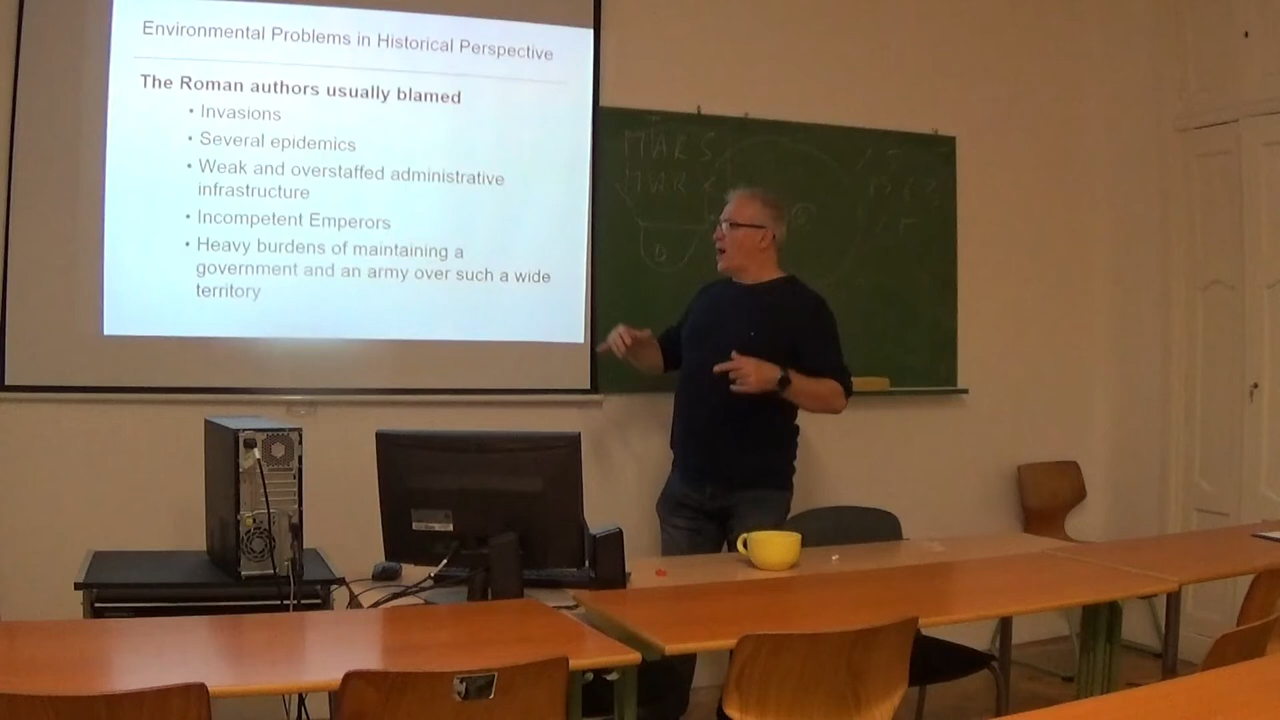 Environmental Problems in Historical Perspective
The Roman authors usually blamed
• Invasions
• Several epidemics
• Weak and overstaffed administrative
infrastructure
• Incompetent Emperors
• Heavy burdens of maintaining a
government and an army over such a wide
territory
MARS